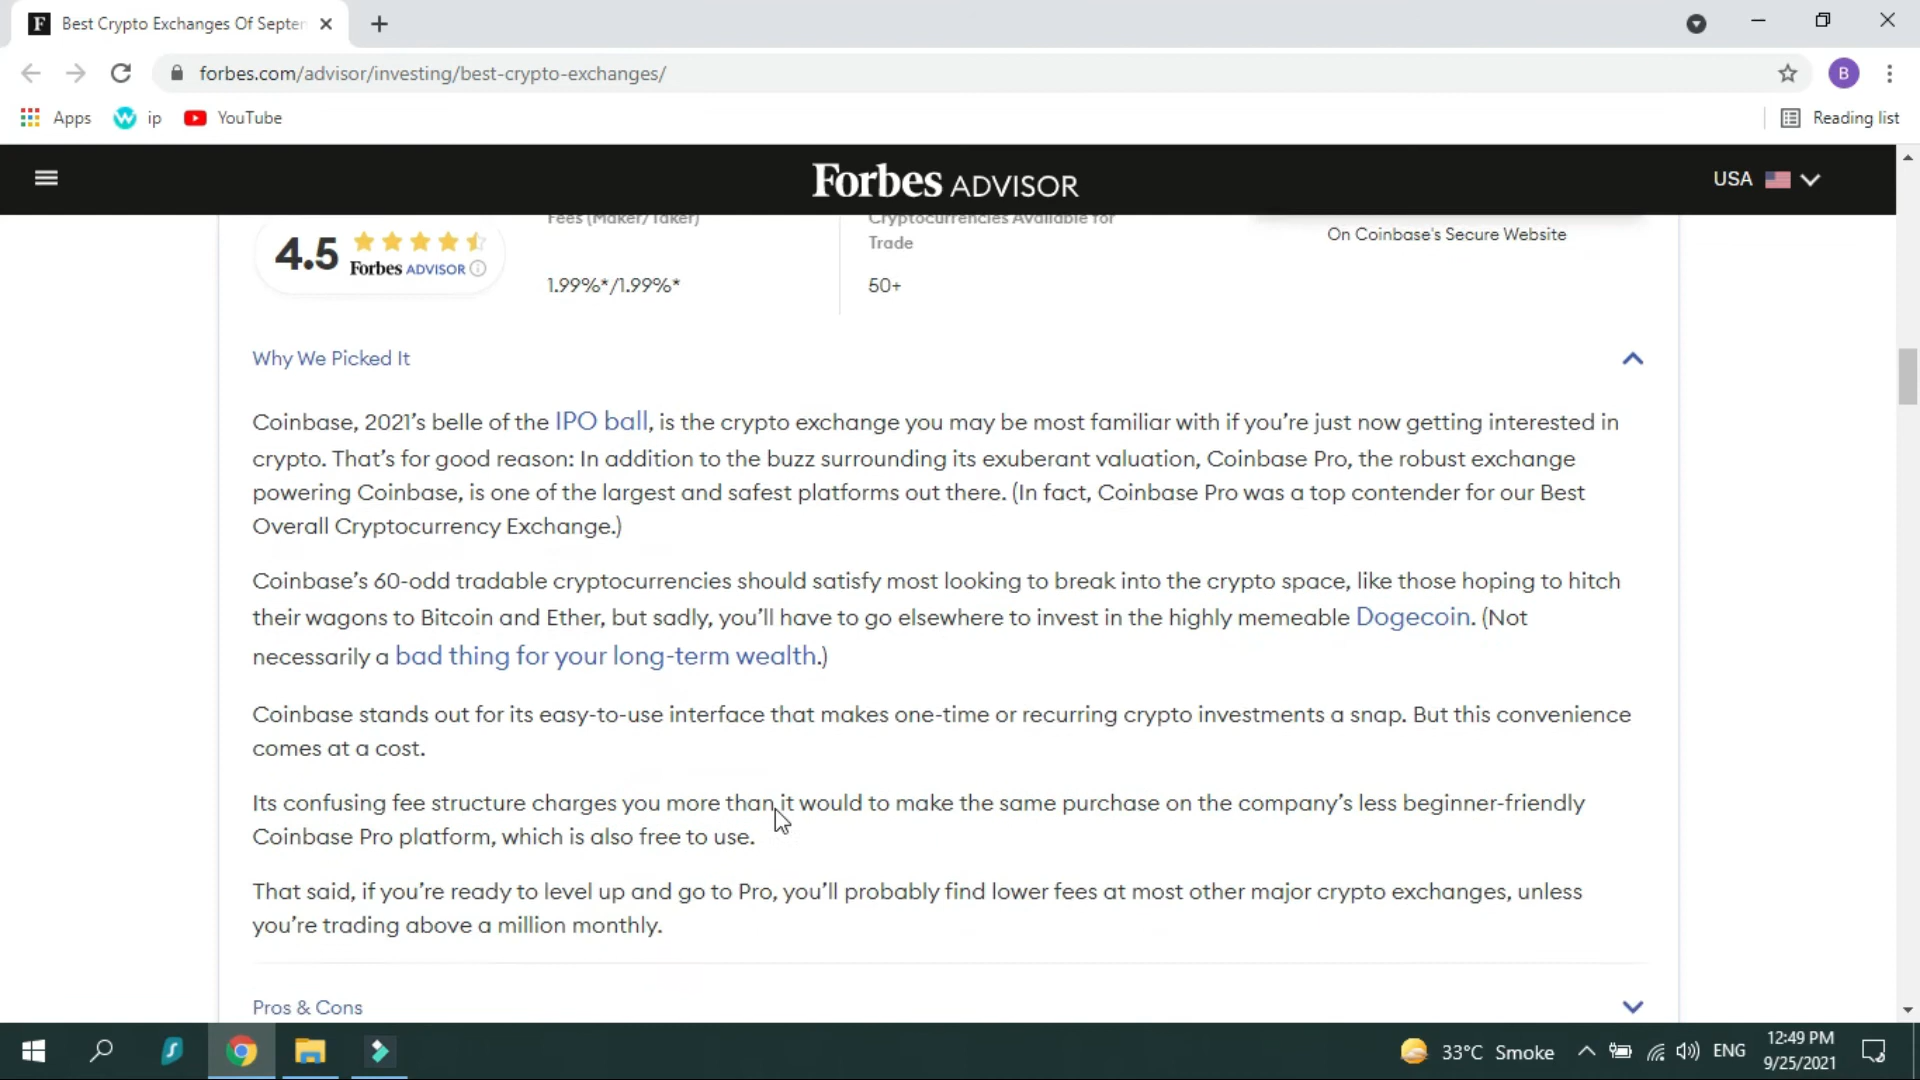 Best Crypto Exchanges Of Septem
forbes.com/advisor/investing/best-crypto-exchanges/
B
Apps
ip
YouTube
Reading list
Forbes ADVISOR
USA
Fees (Maker/Taker)
Cryptocurrencies Available for
Trade
On Coinbase's Secure Website
4.5
Forbes ADVISOR
1.99%*/1.99%*
50+
Why We Picked It
Coinbase, 2021's belle of the IPO ball, is the crypto exchange you may be most familiar with if you're just now getting interested in
crypto. That's for good reason: In addition to the buzz surrounding its exuberant valuation, Coinbase Pro, the robust exchange
powering Coinbase, is one of the largest and safest platforms out there. (In fact, Coinbase Pro was a top contender for our Best
Overall Cryptocurrency Exchange.)
Coinbase's 60-odd tradable cryptocurrencies should satisfy most looking to break into the crypto space, like those hoping to hitch
their wagons to Bitcoin and Ether, but sadly, you'll have to go elsewhere to invest in the highly memeable Dogecoin. (Not
necessarily a bad thing for your long-term wealth.)
Coinbase stands out for its easy-to-use interface that makes one-time or recurring crypto investments a snap. But this convenience
comes at a cost.
Its confusing fee structure charges you more than it would to make the same purchase on the company's less beginner-friendly
Coinbase Pro platform, which is also free to use.
That said, if you're ready to level up and go to Pro, you'll probably find lower fees at most other major crypto exchanges, unless
you're trading above a million monthly.
Pros & Cons
33°C Smoke
ENG
12:49 PM
9/25/2021